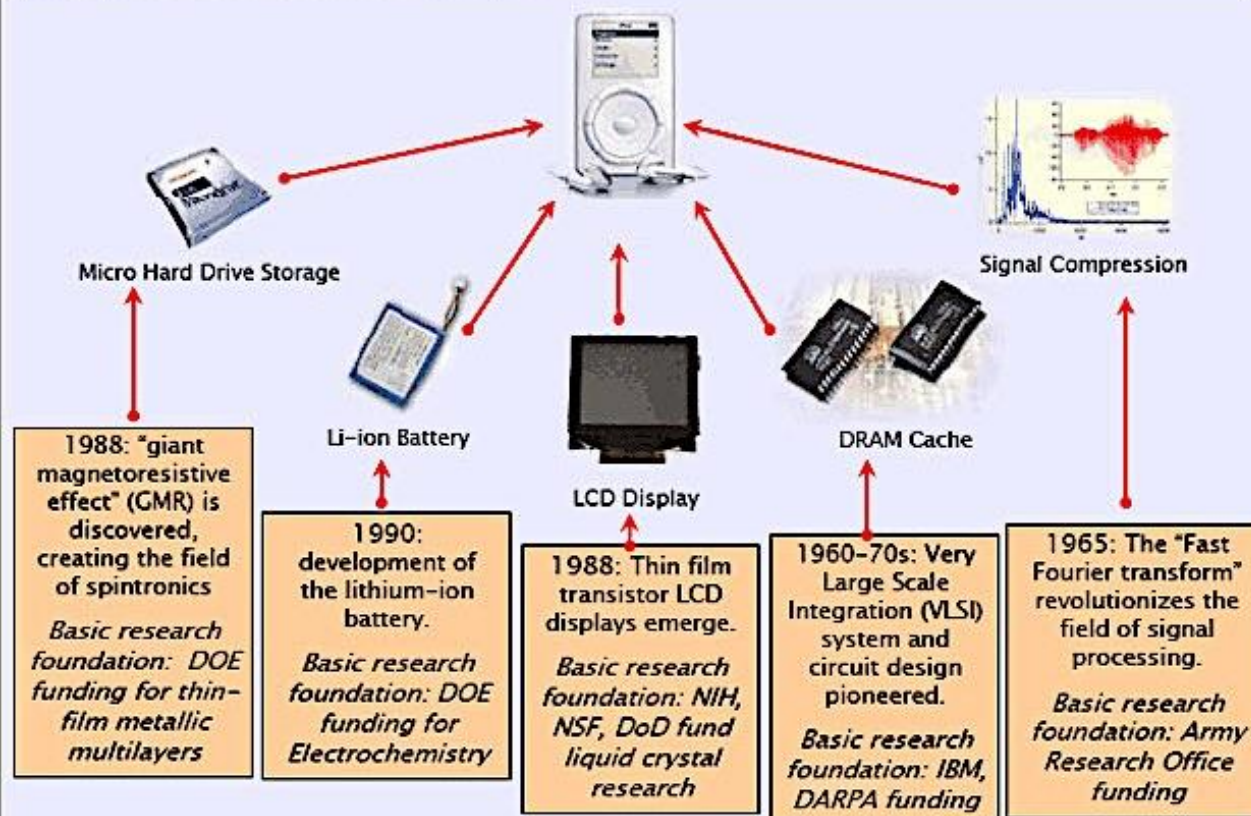 Micro Hard Drive Storage
Signal Compression
Li-ion Battery
LCD Display
DRAM Cache
1988: "giant
magnetoresistive
effect" (GMR) is
discovered,
creating the field
of spintronics
Basic research
foundation: DOE
funding for thin-
film metallic
multilayers
1990:
development of
the lithium-ion
battery.
Basic research
foundation: DOE
funding for
Electrochemistry
1988: Thin film
transistor LCD
displays emerge.
Basic research
foundation: NIH,
NSF, DoD fund
liquid crystal
research
1960-70s: Very
Large Scale
Integration (VLSI)
system and
circuit design
pioneered.
Basic research
foundation: IBM,
DARPA funding
1965: The "Fast
Fourier transform"
revolutionizes the
field of signal
processing.
Basic research
foundation: Army
Research Office
funding